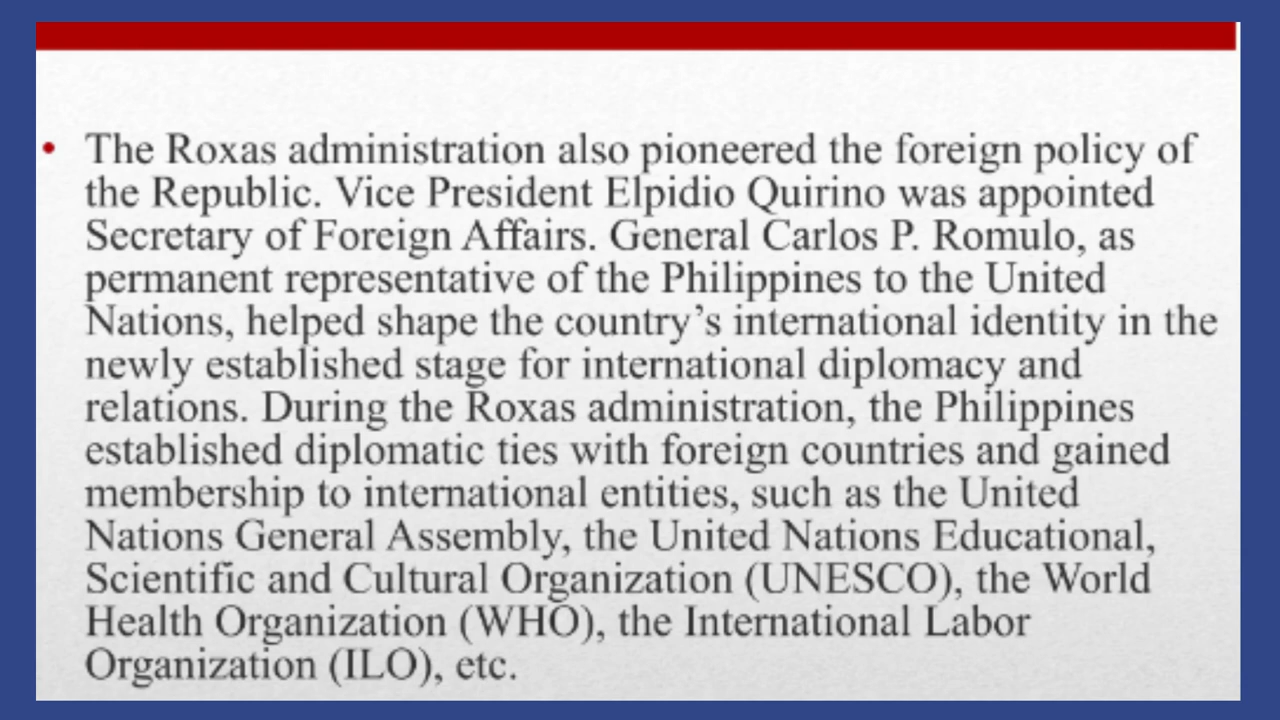 • The Roxas administration also pioneered the foreign policy of
the Republic. Vice President Elpidio Quirino was appointed
Secretary of Foreign Affairs. General Carlos P. Romulo, as
permanent representative of the Philippines to the United
Nations, helped shape the country’s international identity in the
newly established stage for international diplomacy and
relations. During the Roxas administration, the Philippines
established diplomatic ties with foreign countries and gained
membership to international entities, such as the United
Nations General Assembly, the United Nations Educational,
Scientific and Cultural Organization (UNESCO), the World
Health Organization (WHO), the International Labor
Organization (ILO), etc.